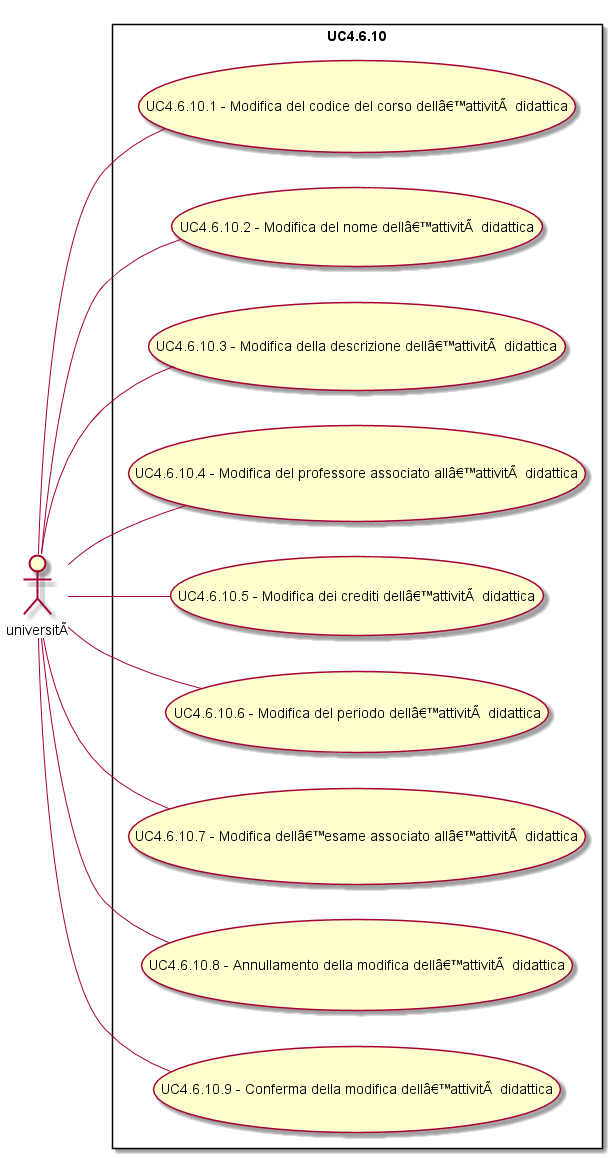 UC4.6.10
UC4.6.10.1 - Modifica del codice del corso dellâ€™attivitÃ  didattica
UC4.6.10.2 - Modifica del nome dellâ€™attivitÃ  didattica
UC4.6.10.3 - Modifica della descrizione dellâ€™attivitÃ  didattica
UC4.6.10.4 - Modifica del professore associato allâ€™attivitÃ  didattica
UC4.6.10.5 - Modifica dei crediti dellâ€™attivitÃ  didattica
universitÃ
UC4.6.10.6 - Modifica del periodo dellâ€™attivitÃ  didattica
UC4.6.10.7 - Modifica dellâ€™esame associato allâ€™attivitÃ  didattica
UC4.6.10.8 - Annullamento della modifica dellâ€™attivitÃ  didattica
UC4.6.10.9 - Conferma della modifica dellâ€™attivitÃ  didattica